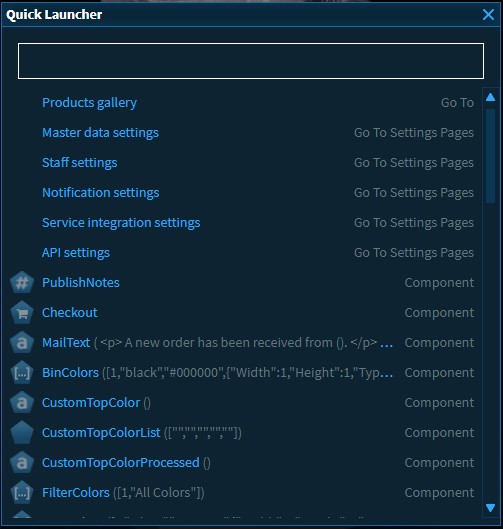 Quick Launcher
Products gallery Go To
Master data settings Go To Settings Pages
Staff settings Go To Settings Pages
Notification settings Go To Settings Pages
Service integration settings Go To Settings Pages
API settings Go To Settings Pages
# PublishNotes Component
Checkout Component
a MailText ( <p> A new order has been received from (). </p> ... Component
[...] BinColors ([1,"black","#000000",{"Width":1,"Height":1,"Typ... Component
a CustomTopColor () Component
CustomTopColorList (["","","","",""]) Component
a CustomTopColorProcessed () Component
[...] FilterColors ([1,"All Colors"]) Component